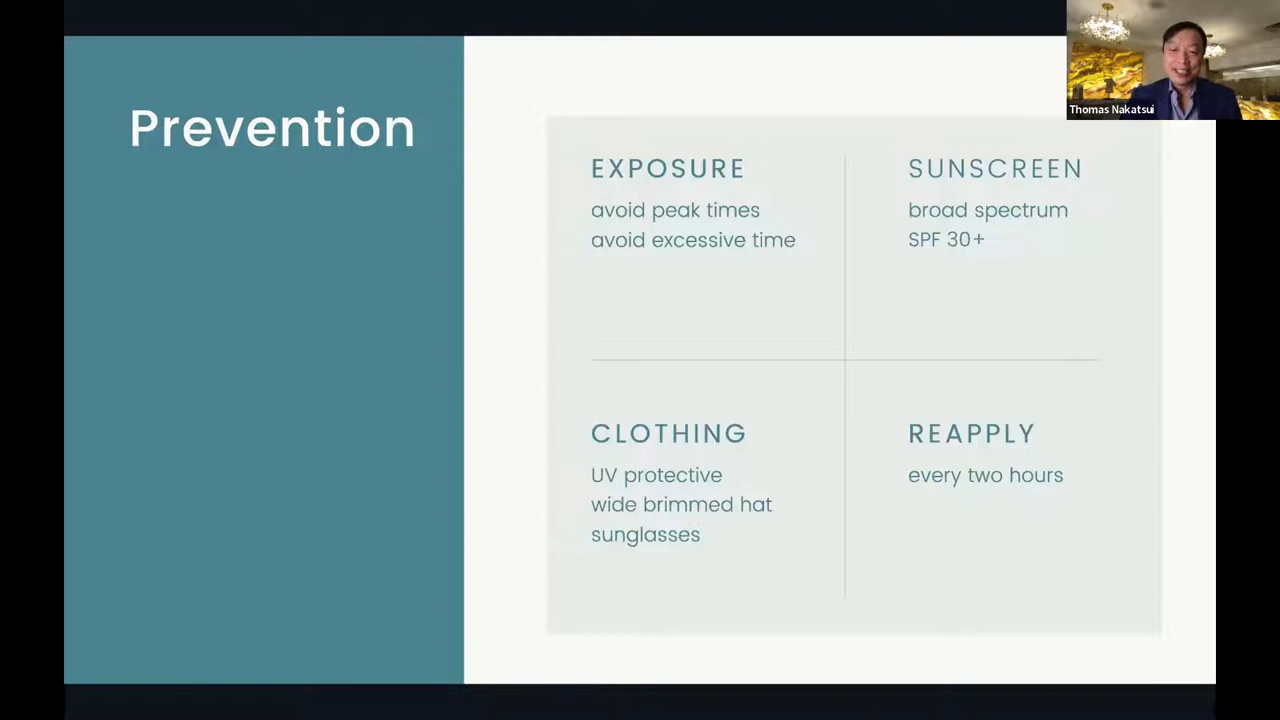 Prevention
EXPOSURE
avoid peak times
avoid excessive time
SUNSCREEN
broad spectrum
SPF 30+
CLOTHING
UV protective
wide brimmed hat
sunglasses
REAPPLY
every two hours
Thomas Nakatsui